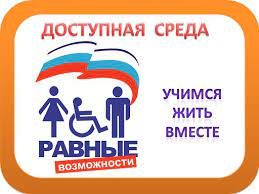 ДОСТУПНАЯ СРЕДА
УЧИМСЯ
ЖИТЬ
ВМЕСТЕ
РАВНЫЕ
ВОЗМОЖНОСТИ